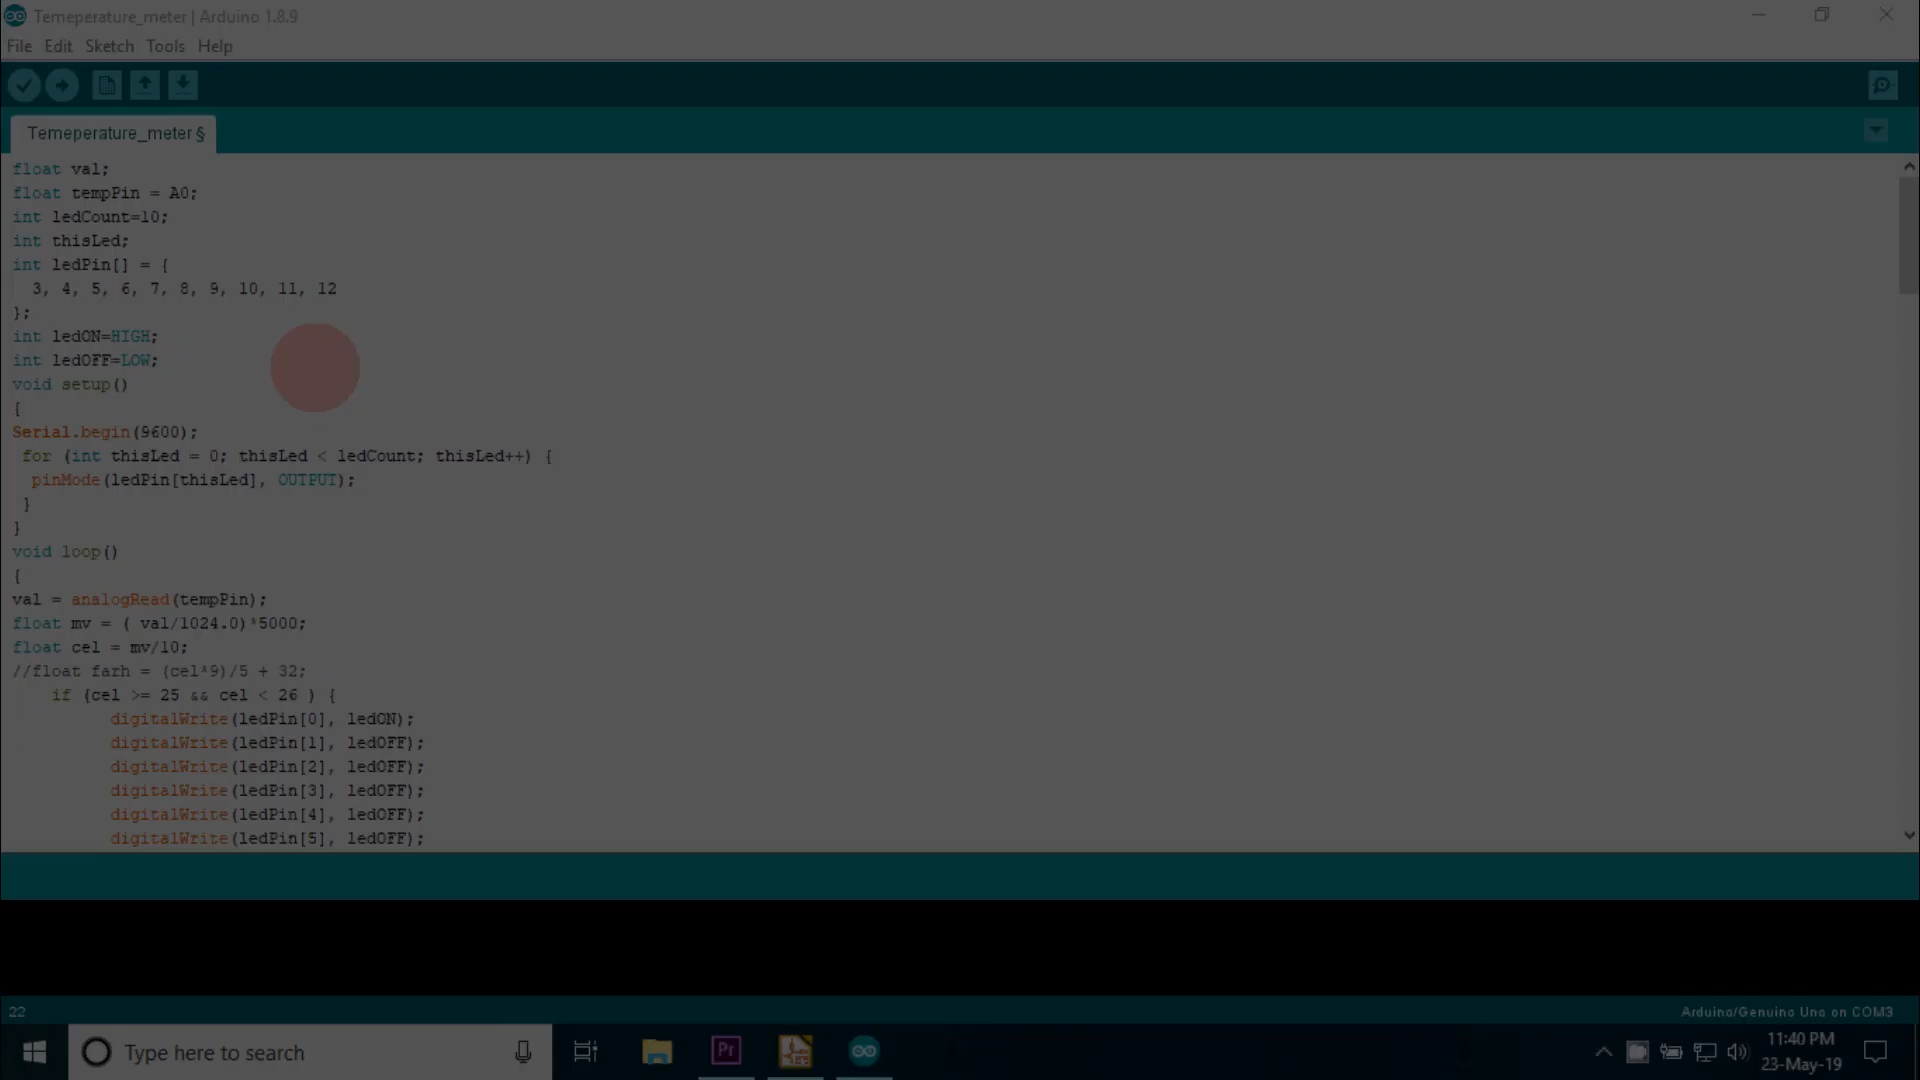 Temeperature_meter | Arduino 1.8.9
File Edit Sketch Tools Help
Temeperature_meter §
float val;
float tempPin = A0;
int ledCount=10;
int thisLed;
int ledPin[] = {
3, 4, 5, 6, 7, 8, 9, 10, 11, 12
};
int ledON=HIGH;
int ledOFF=LOW;
void setup()
{
Serial.begin(9600);
for (int thisLed = 0; thisLed < ledCount; thisLed++) {
pinMode(ledPin[thisLed], OUTPUT);
}
}
void loop()
{
val = analogRead(tempPin);
float mv = ( val/1024.0)*5000;
float cel = mv/10;
//float farh = (cel*9)/5 + 32;
if (cel >= 25 && cel < 26 ) {
digitalWrite(ledPin[0], ledON);
digitalWrite(ledPin[1], ledOFF);
digitalWrite(ledPin[2], ledOFF);
digitalWrite(ledPin[3], ledOFF);
digitalWrite(ledPin[4], ledOFF);
digitalWrite(ledPin[5], ledOFF);
22
Arduino/Genuino Uno on COM3
Type here to search
Pr
11:40 PM
23-May-19